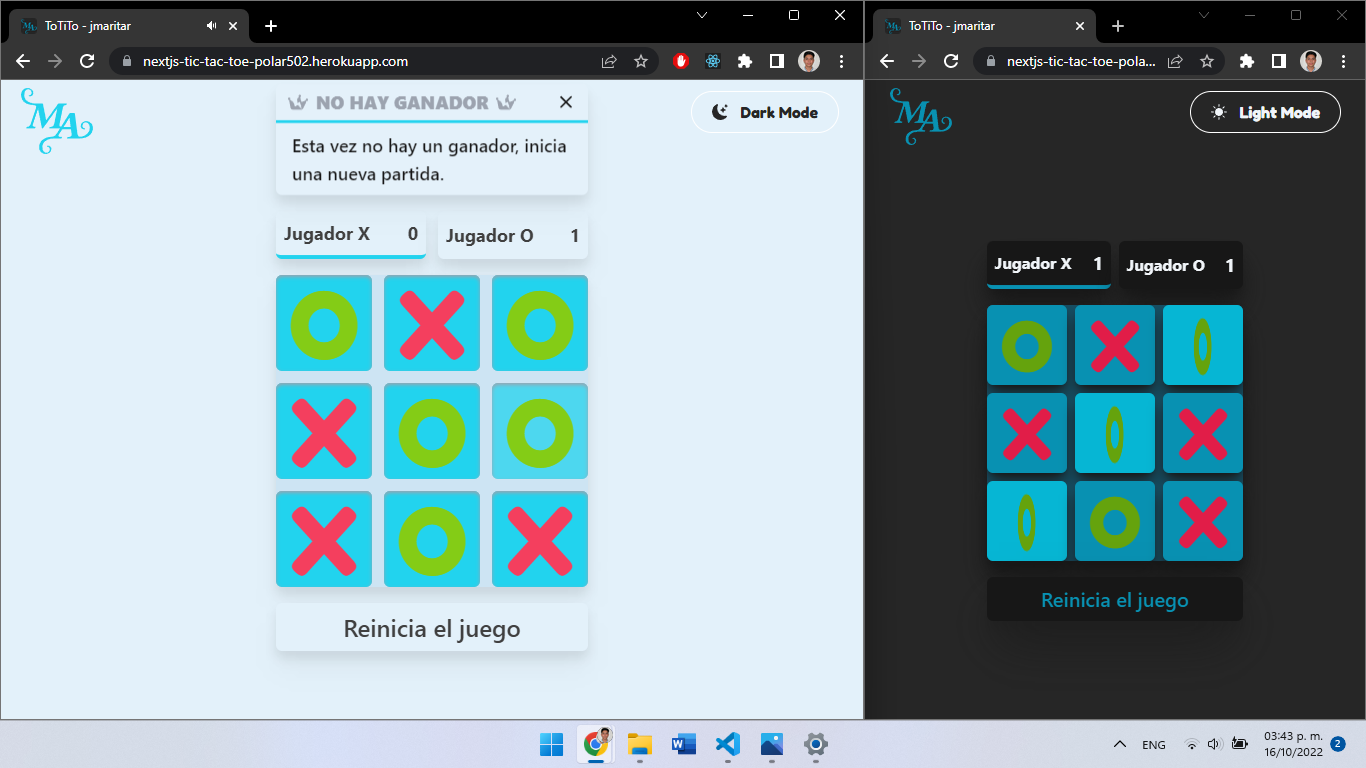 ToTiTo - jmaritar
nextjs-tic-tac-toe-polar502.herokuapp.com
MA
NO HAY GANADOR
Dark Mode
Esta vez no hay un ganador, inicia
una nueva partida.
Jugador X 0
Jugador O 1
O X O
X O O
X O X
Reinicia el juego
ToTiTo - jmaritar
nextjs-tic-tac-toe-pola...
MA
Light Mode
Jugador X 1
Jugador O 1
O X O
X O X
O O X
Reinicia el juego
ENG
03:43 p. m.
16/10/2022
2